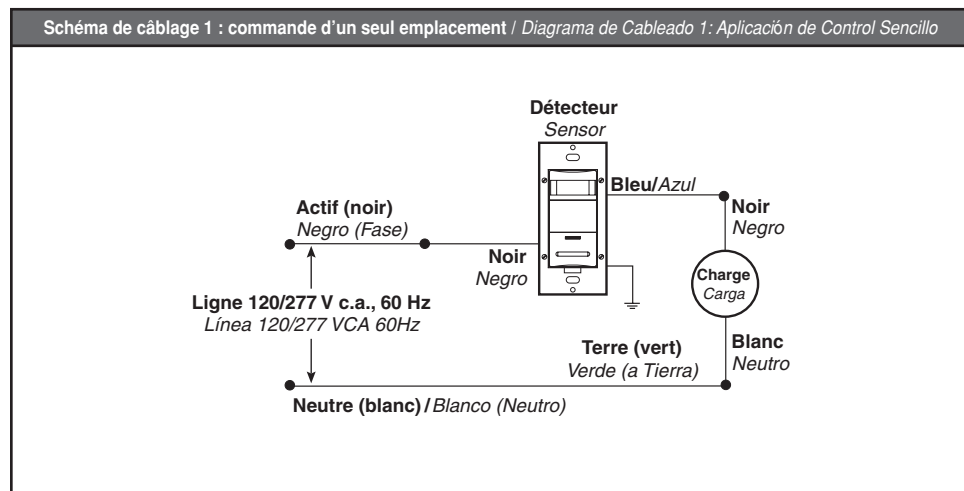 Schéma de câblage 1 : commande d'un seul emplacement / Diagrama de Cableado 1: Aplicación de Control Sencillo
Détecteur
Sensor
Bleu/Azul
Actif (noir)
Negro (Fase)
Noir
Negro
Noir
Negro
Charge
Carga
Ligne 120/277 V c.a., 60 Hz
Línea 120/277 VCA 60Hz
Terre (vert)
Verde (a Tierra)
Blanc
Neutro
Neutre (blanc)/Blanco (Neutro)